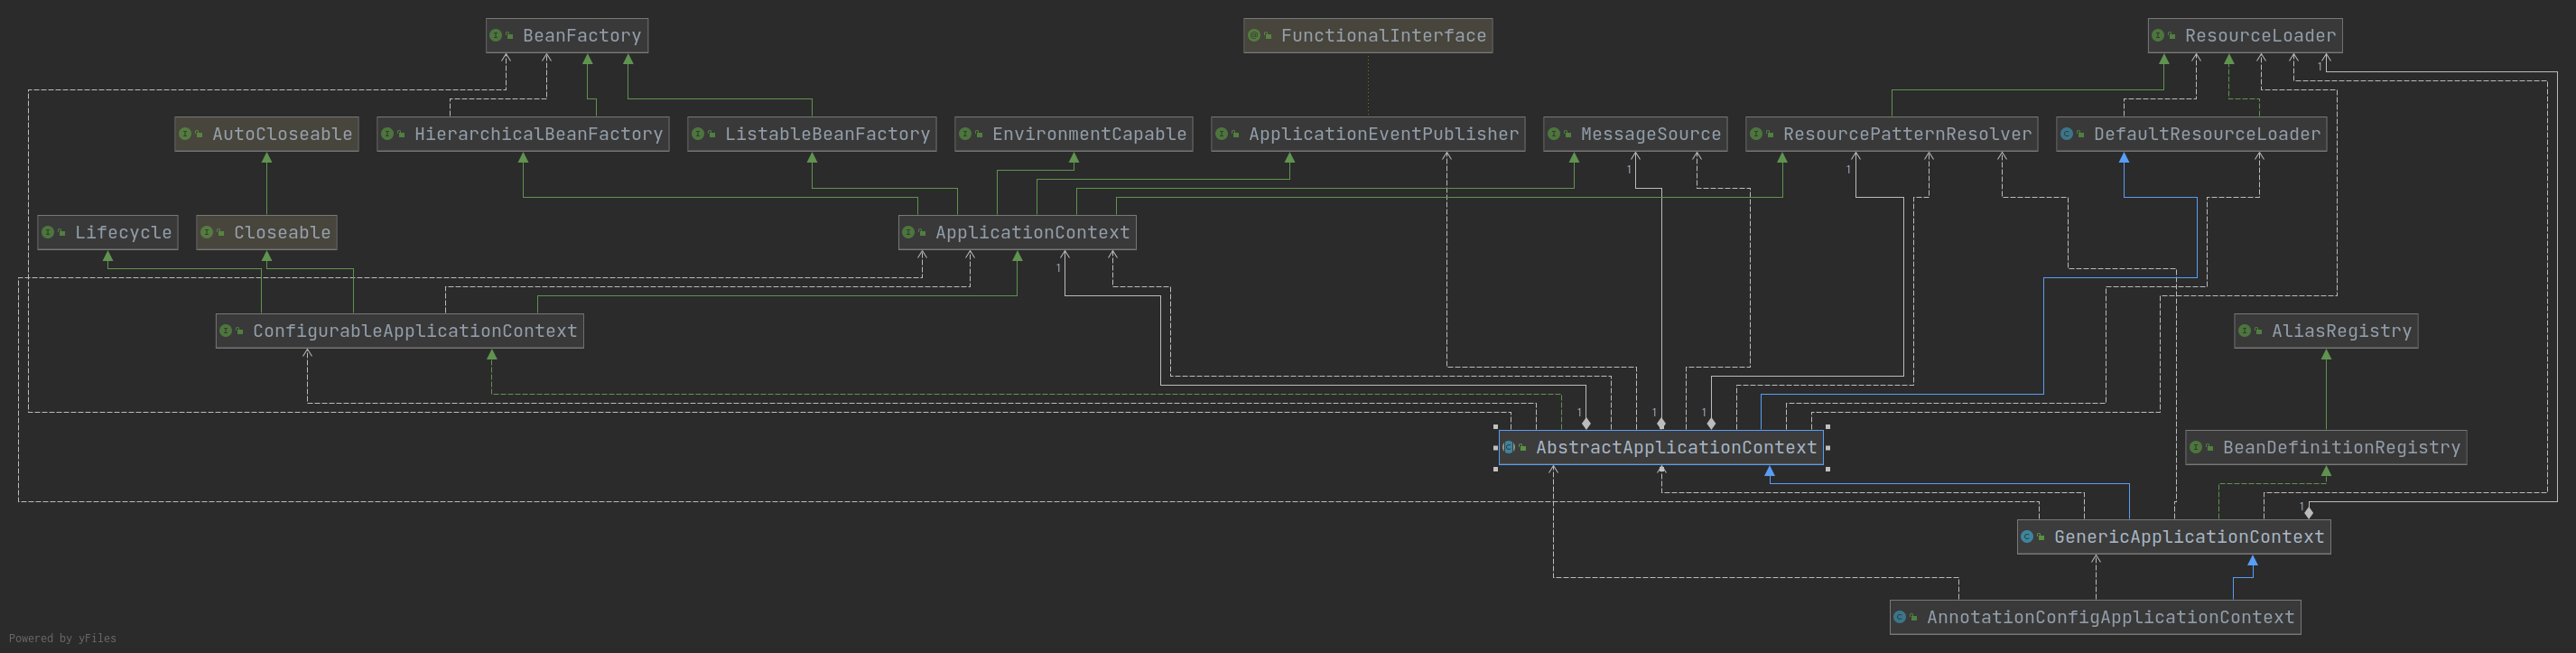 BeanFactory
FunctionalInterface
ResourceLoader
1
AutoCloseable
HierarchicalBeanFactory
ListableBeanFactory
EnvironmentCapable
ApplicationEventPublisher
MessageSource
ResourcePatternResolver
DefaultResourceLoader
1
1
Lifecycle
Closeable
ApplicationContext
1
ConfigurableApplicationContext
AliasRegistry
1
1
1
AbstractApplicationContext
BeanDefinitionRegistry
1
GenericApplicationContext
AnnotationConfigApplicationContext
Powered by yFiles